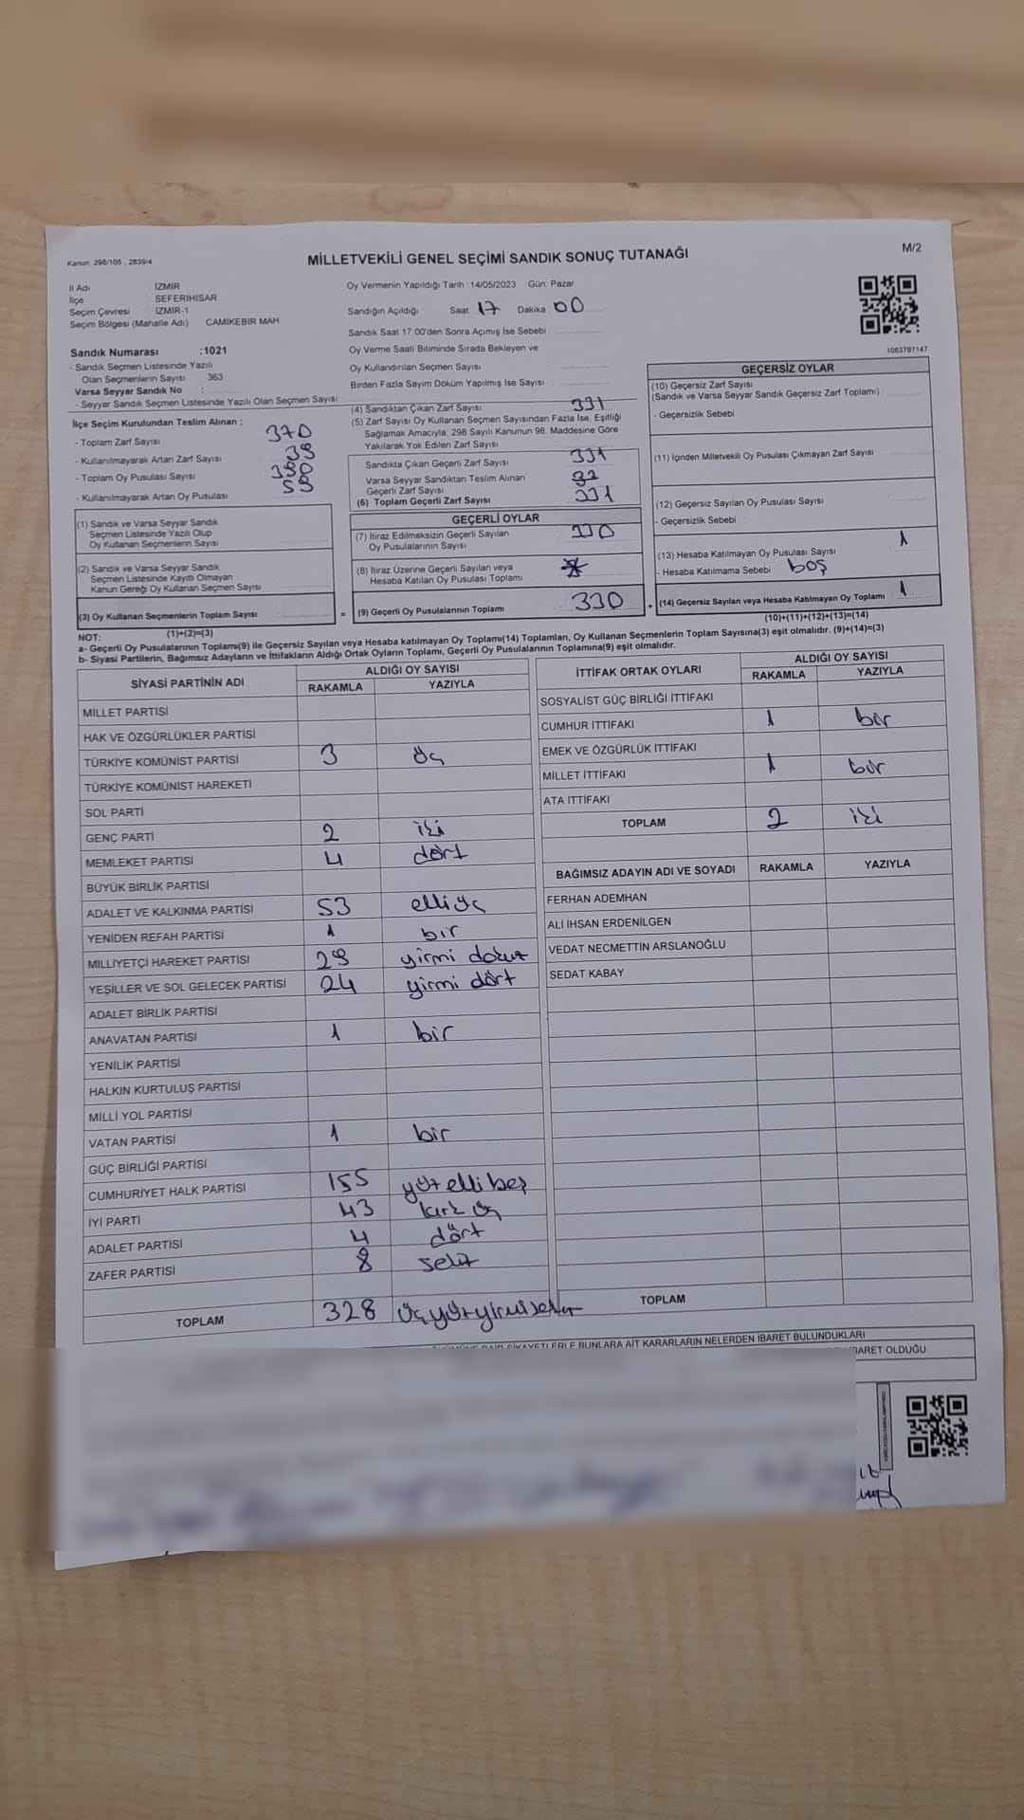 Kanun: 298/105 , 2839/4
MİLLETVEKİLİ GENEL SEÇİMİ SANDIK SONUÇ TUTANAĞI
M/2
İl Adı İZMİR
İlçe SEFERİHİSAR
Seçim Çevresi İZMİR-1
Seçim Bölgesi (Mahalle Adı) CAMİKEBİR MAH
Sandık Numarası :1021
- Sandık Seçmen Listesinde Yazılı
Olan Seçmenlerin Sayısı 363
Varsa Seyyar Sandık No :
- Seyyar Sandık Seçmen Listesinde Yazılı Olan Seçmen Sayısı
Oy Vermenin Yapıldığı Tarih :14/05/2023 Gün: Pazar
Sandığın Açıldığı Saat 17 Dakika 00
Sandık Saat 17:00'den Sonra Açımış İse Sebebi
Oy Verme Saati Bitiminde Sırada Bekleyen ve
Oy Kullandırılan Seçmen Sayısı
Birden Fazla Sayım Döküm Yapılmış İse Sayısı
1063797147
İlçe Seçim Kurulundan Teslim Alınan :
- Toplam Zarf Sayısı 370
- Kullanılmayarak Artan Zarf Sayısı 39
- Toplam Oy Pusulası Sayısı
- Kullanılmayarak Artan Oy Pusulası
(4) Sandıktan Çıkan Zarf Sayısı 331
(5) Zarf Sayısı Oy Kullanan Seçmen Sayısından Fazla İse, Eşitliği
Sağlamak Amacıyla; 298 Sayılı Kanunun 98. Maddesine Göre
Yakılarak Yok Edilen Zarf Sayısı
Sandıkta Çıkan Geçerli Zarf Sayısı 331
Varsa Seyyar Sandıktan Teslim Alınan
Geçerli Zarf Sayısı
(6) Toplam Geçerli Zarf Sayısı 331
GEÇERLİ OYLAR
(7) İtiraz Edilmeksizin Geçerli Sayılan
Oy Pusulalarının Sayısı 330
(8) İtiraz Üzerine Geçerli Sayılan veya
Hesaba Katılan Oy Pusulası Toplamı
(9) Geçerli Oy Pusulalarının Toplamı 330
GEÇERSİZ OYLAR
(10) Geçersiz Zarf Sayısı
(Sandık ve Varsa Seyyar Sandık Geçersiz Zarf Toplamı)
- Geçersizlik Sebebi
(11) İçinden Milletvekili Oy Pusulası Çıkmayan Zarf Sayısı
(12) Geçersiz Sayılan Oy Pusulası Sayısı
- Geçersizlik Sebebi
(13) Hesaba Katılmayan Oy Pusulası Sayısı 1
- Hesaba Katılmama Sebebi boş
(14) Geçersiz Sayılan veya Hesaba Katılmayan Oy Toplamı 1
(10)+(11)+(12)+(13)=(14)
(1) Sandık ve Varsa Seyyar Sandık
Seçmen Listesinde Yazılı Olup
Oy Kullanan Seçmenlerin Sayısı
(2) Sandık ve Varsa Seyyar Sandık
Seçmen Listesinde Kayıtlı Olmayan
Kanun Gereği Oy Kullanan Seçmen Sayısı
(3) Oy Kullanan Seçmenlerin Toplam Sayısı
(1)+(2)=(3)
NOT:
a- Geçerli Oy Pusulalarının Toplamı(9) ile Geçersiz Sayılan veya Hesaba katılmayan Oy Toplamı(14) Toplamları, Oy Kullanan Seçmenlerin Toplam Sayısına(3) eşit olmalıdır. (9)+(14)=(3)
b- Siyasi Partilerin, Bağımsız Adayların ve İttifakların Aldığı Ortak Oyların Toplamı, Geçerli Oy Pusulalarının Toplamına(9) eşit olmalıdır.
SİYASİ PARTİNİN ADI ALDIĞI OY SAYISI
RAKAMLA YAZIYLA
MİLLET PARTİSİ
HAK VE ÖZGÜRLÜKLER PARTİSİ
TÜRKİYE KOMÜNİST PARTİSİ 3 üç
TÜRKİYE KOMÜNİST HAREKETİ
SOL PARTİ
GENÇ PARTİ 2 iki
MEMLEKET PARTİSİ 4 dört
BÜYÜK BİRLİK PARTİSİ
ADALET VE KALKINMA PARTİSİ 53 elliüç
YENİDEN REFAH PARTİSİ 1 bir
MİLLİYETÇİ HAREKET PARTİSİ 29 yirmi dokuz
YEŞİLLER VE SOL GELECEK PARTİSİ 24 yirmi dört
ADALET BİRLİK PARTİSİ
ANAVATAN PARTİSİ 1 bir
YENİLİK PARTİSİ
HALKIN KURTULUŞ PARTİSİ
MİLLİ YOL PARTİSİ
VATAN PARTİSİ 1 bir
GÜÇ BİRLİĞİ PARTİSİ
CUMHURİYET HALK PARTİSİ 155 yüz elli beş
İYİ PARTİ 43 kırk üç
ADALET PARTİSİ 4 dört
ZAFER PARTİSİ 8 sekiz
TOPLAM 328 üçyüzyirmisekiz
İTTİFAK ORTAK OYLARI ALDIĞI OY SAYISI
RAKAMLA YAZIYLA
SOSYALİST GÜÇ BİRLİĞİ İTTİFAKI
CUMHUR İTTİFAKI 1 bir
EMEK VE ÖZGÜRLÜK İTTİFAKI
MİLLET İTTİFAKI 1 bir
ATA İTTİFAKI
TOPLAM 2 iki
BAĞIMSIZ ADAYIN ADI VE SOYADI RAKAMLA YAZIYLA
FERHAN ADEMHAN
ALİ İHSAN ERDENİLGEN
VEDAT NECMETTİN ARSLANOĞLU
SEDAT KABAY
TOPLAM
BUNLARA AİT KARARLARIN NELERDEN İBARET BULUNDUKLARI
İBARET OLDUĞU